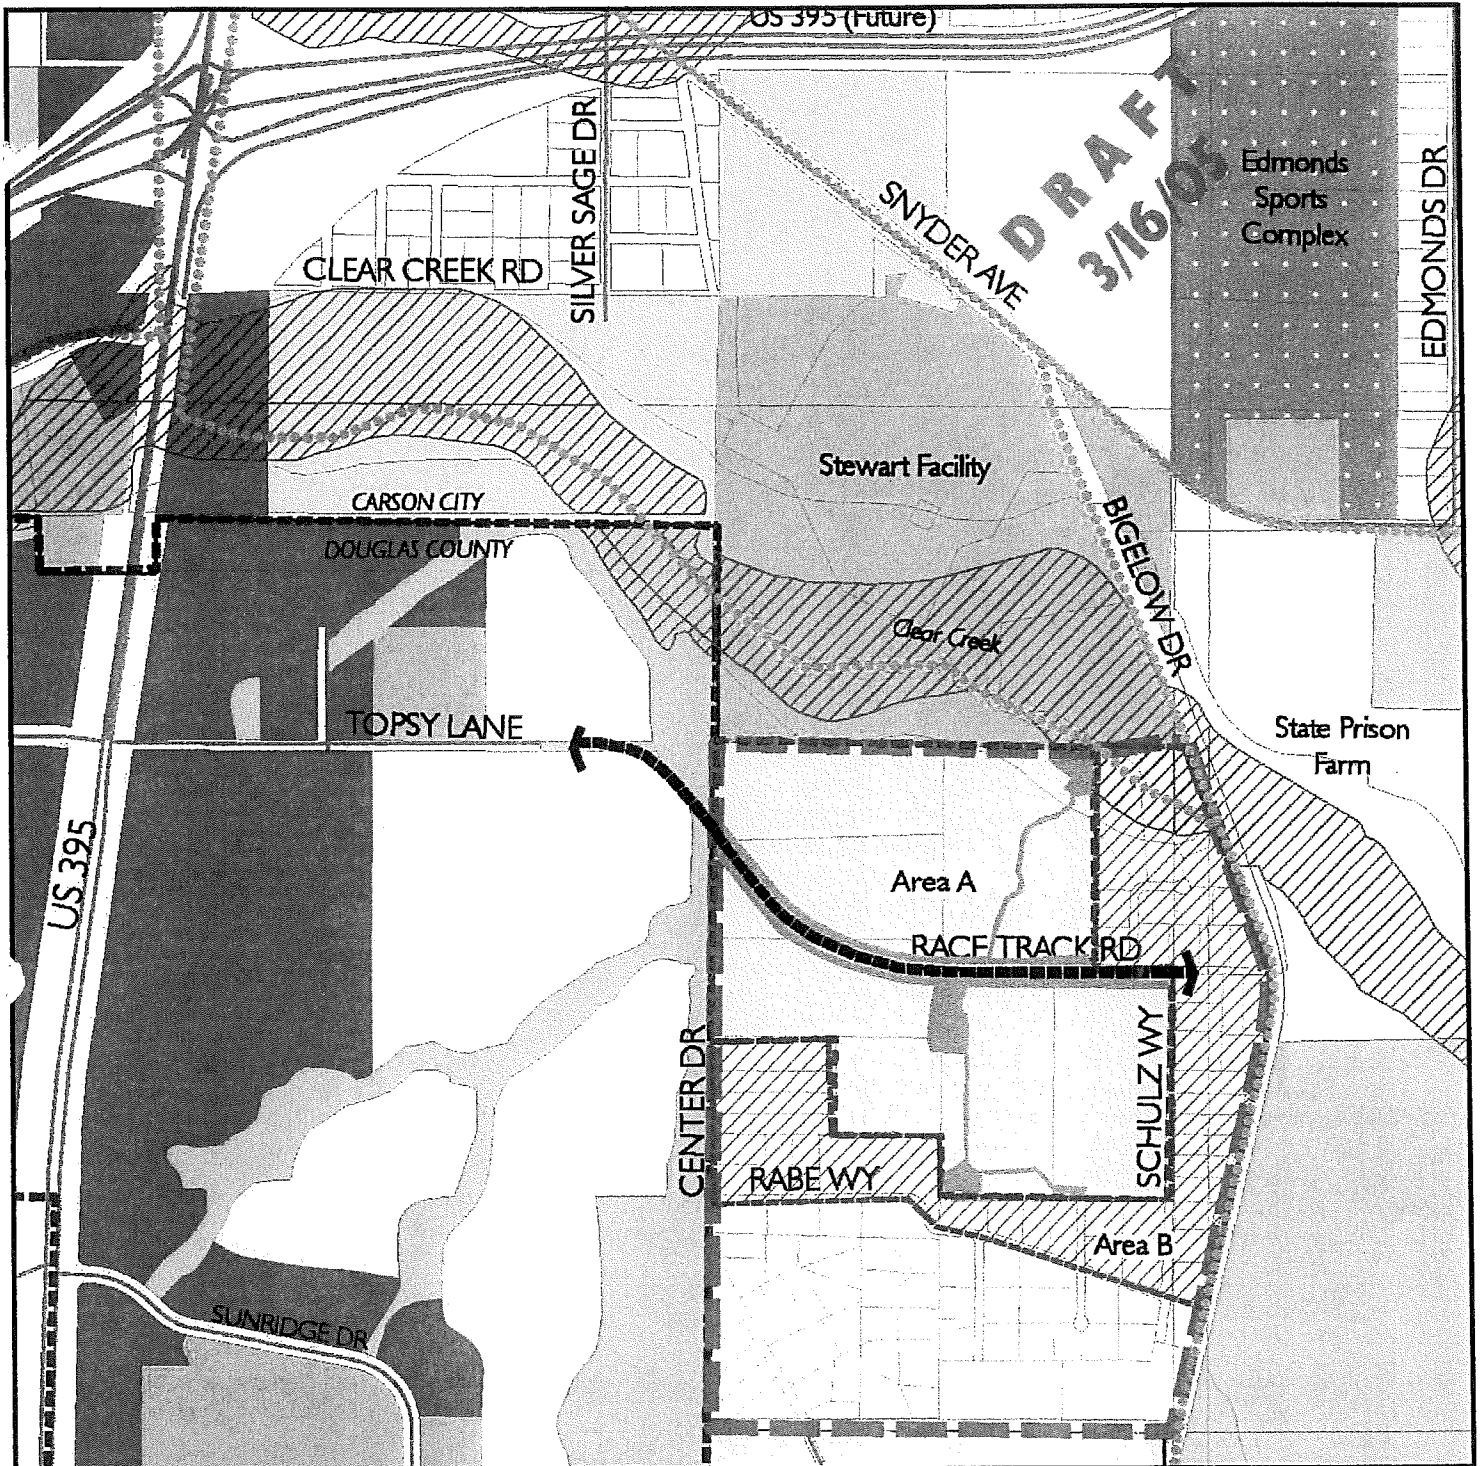 US 395 (Future)
DRAFT
3/16/05
Edmonds
Sports
Complex
EDMONDS DR
SILVER SAGE DR
SNYDER AVE
CLEAR CREEK RD
Stewart Facility
CARSON CITY
DOUGLAS COUNTY
BIGELOW DR
Clear Creek
TOPSY LANE
State Prison
Farm
US 395
Area A
RACE TRACK RD
CENTER DR
SCHULZ WY
RABE WY
Area B
SUNRIDGE DR